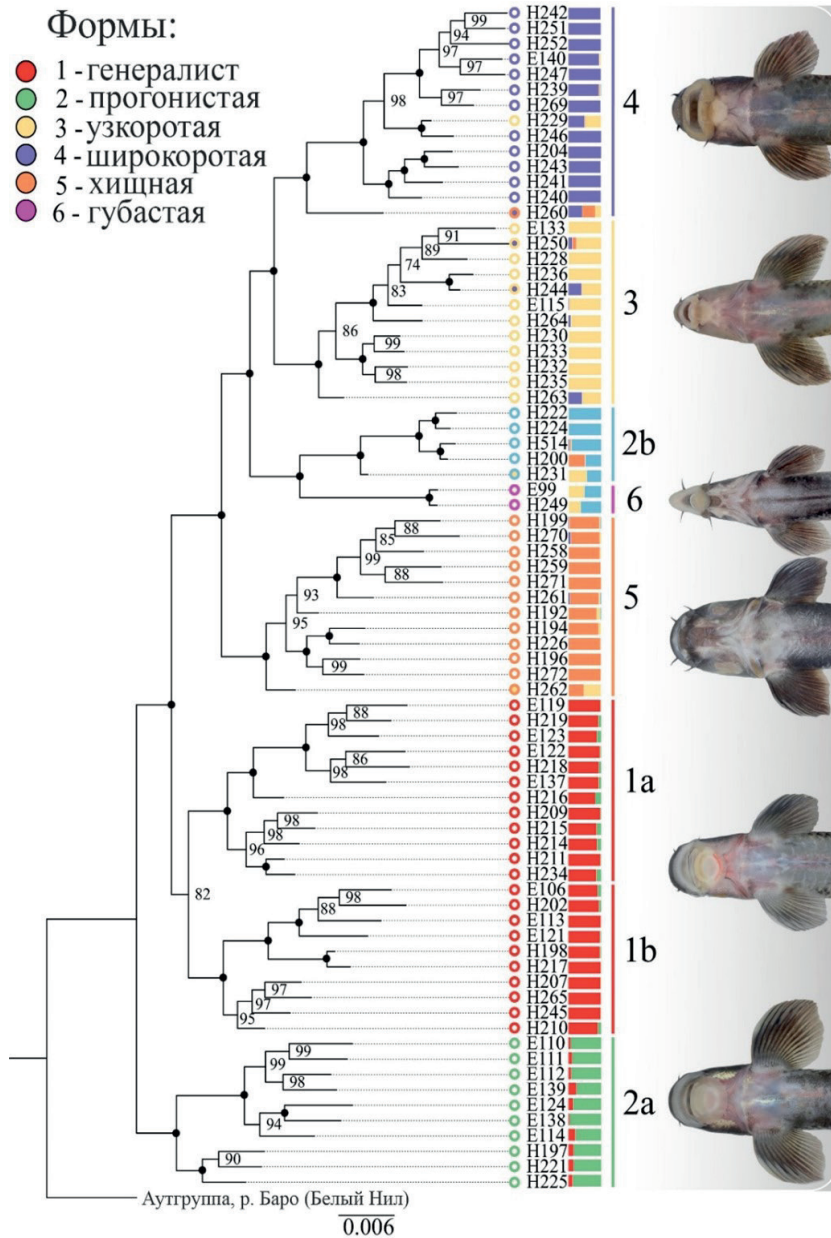 Формы:
1 - генералист
2 - прогонистая
3 - узкоротая
4 - широкоротая
5 - хищная
6 - губастая
H242
99
H251
94
H252
97
E140
97
H247
H239
98
97
H269
H229
H246
4
H204
H243
H241
H240
H260
E133
91
H250
89
H228
74
H236
83
H244
3
E115
H264
86
H230
99
H233
H232
98
H235
H263
H222
H224
H514
2b
H200
H231
E99
6
H249
H199
88
H270
85
H258
99
H259
88
H271
H261
5
93
H192
95
H194
H226
H196
99
H272
H262
E119
88
H219
98
E123
E122
86
H218
98
1a
E137
H216
H209
98
H215
98
H214
96
H211
H234
E106
82
98
H202
88
E113
E121
1b
H198
H217
H207
97
H265
97
H245
95
H210
E110
99
E111
99
E112
98
E139
2a
E124
E138
94
E114
H197
90
H221
H225
Аутгруппа, р. Баро (Белый Нил)
0.006